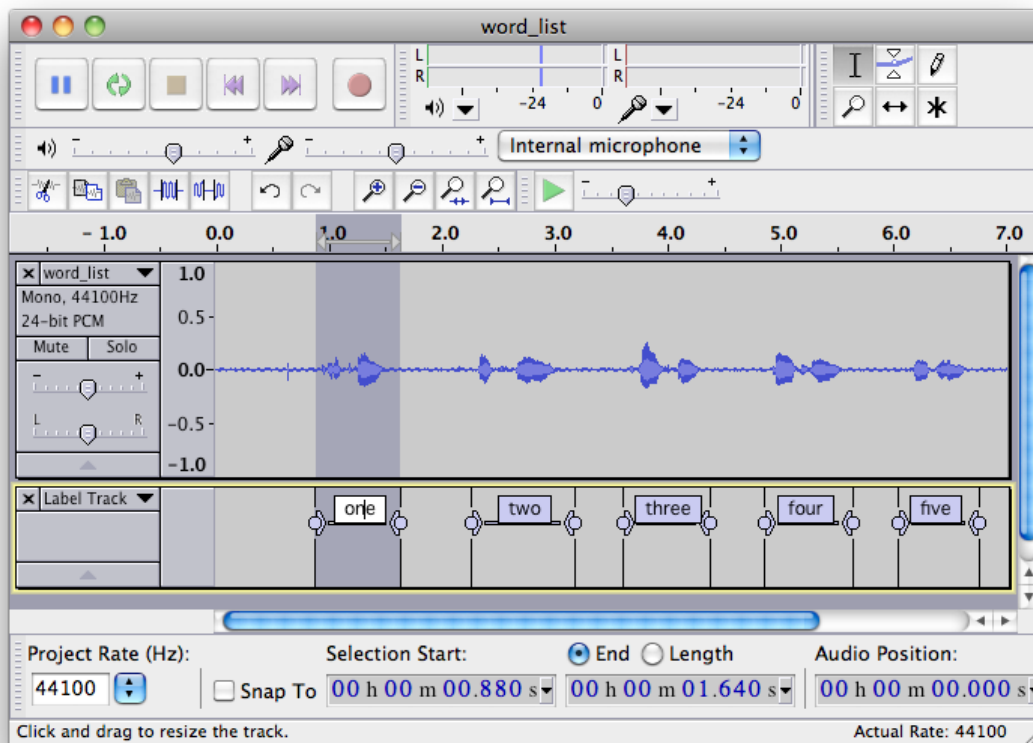 word_list
L
R
-24 0
L
R
-24 0
- + - + Internal microphone
- +
- 1.0 0.0 1.0 2.0 3.0 4.0 5.0 6.0 7.0
× word_list
Mono, 44100Hz
24-bit PCM
Mute Solo
- +
L R
1.0
0.5-
0.0-
-0.5-
-1.0
× Label Track
one two three four five
Project Rate (Hz):
44100
Selection Start: End Length Audio Position:
Snap To 00 h 00 m 00.880 s 00 h 00 m 01.640 s 00 h 00 m 00.000 s
Click and drag to resize the track. Actual Rate: 44100